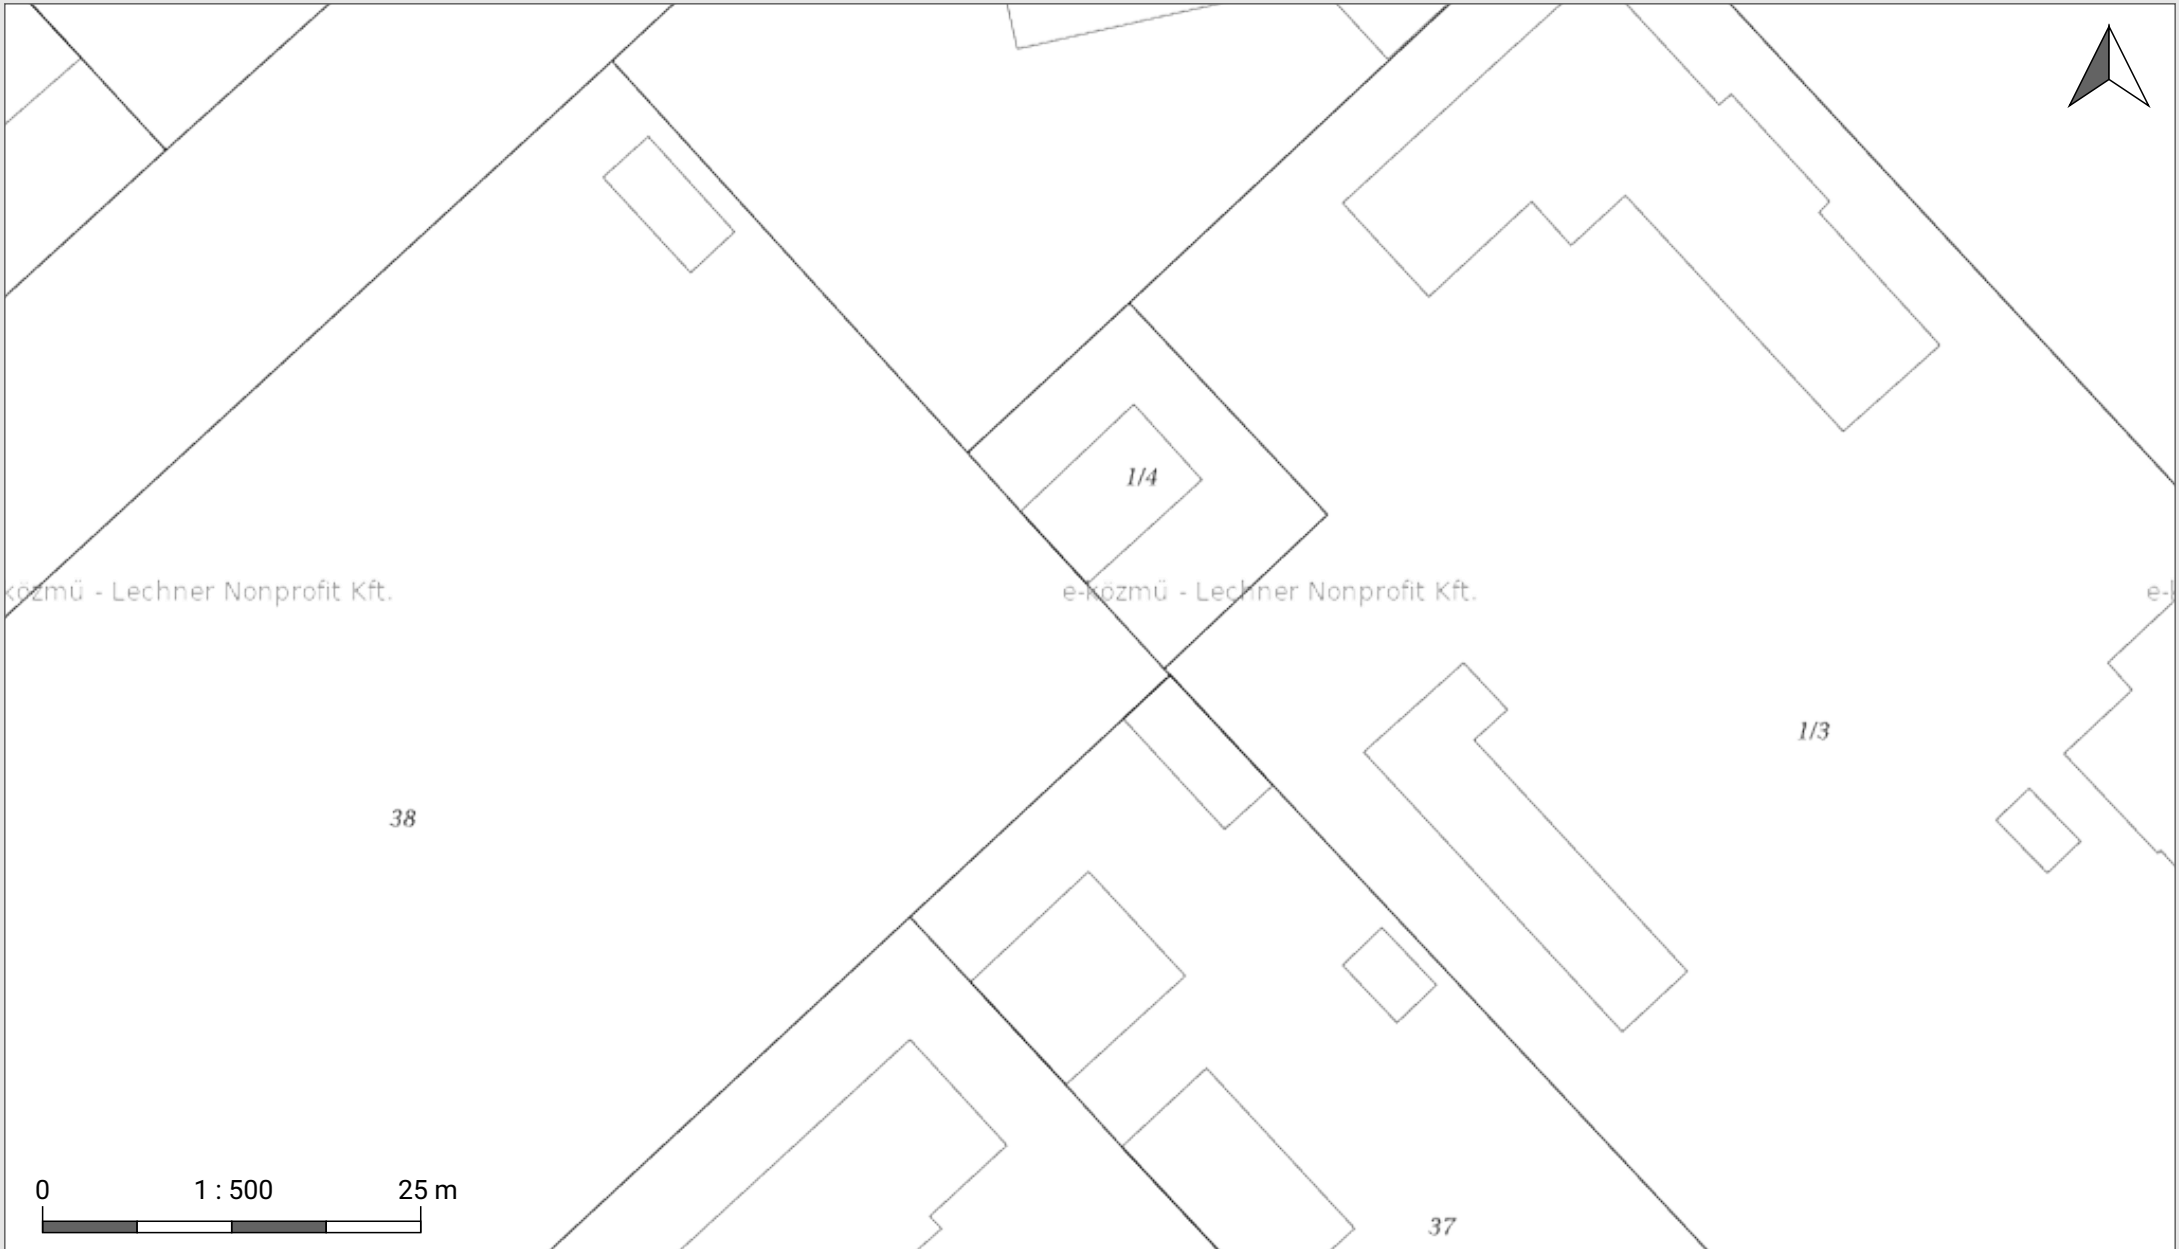 1/4
közmü - Lechner Nonprofit Kft.
e-közmü - Lechner Nonprofit Kft.
e-
1/3
38
0
1 : 500
25 m
37